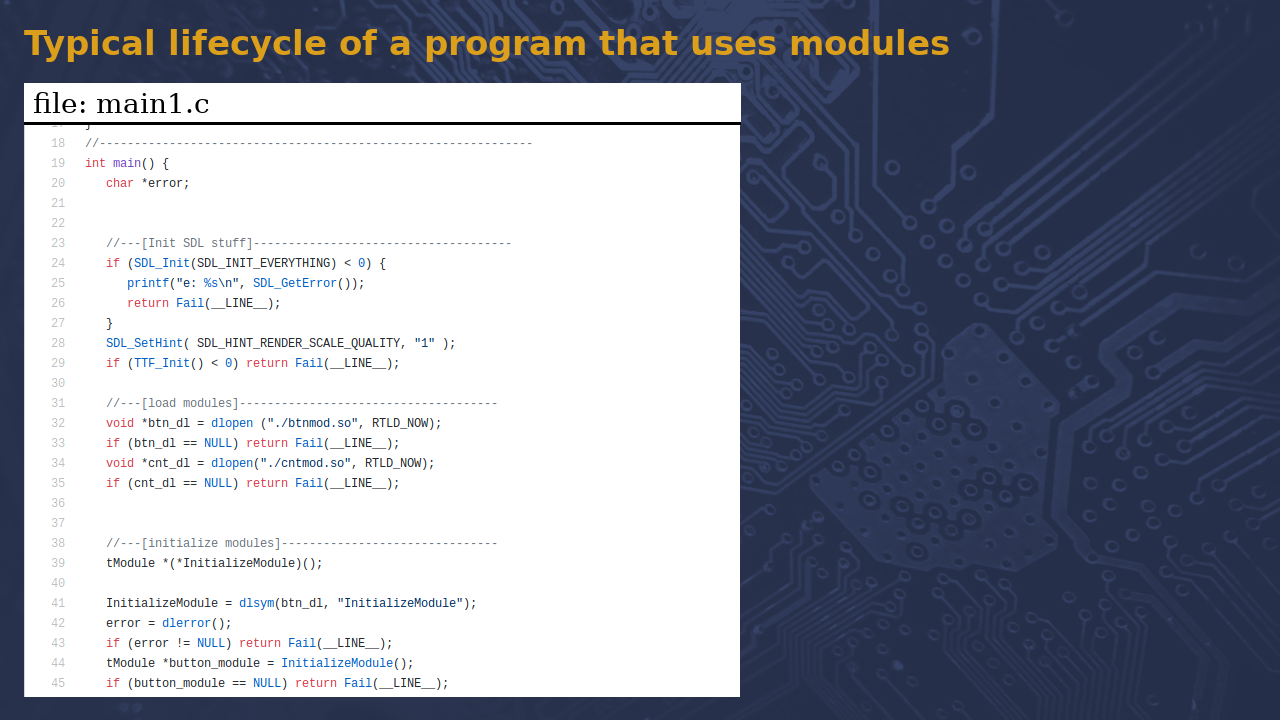 Typical lifecycle of a program that uses modules
file: main1.c
18 //--------------------------------------------------------------
19 int main() {
20 char *error;
21
22
23 //---[Init SDL stuff]-------------------------------------
24 if (SDL_Init(SDL_INIT_EVERYTHING) < 0) {
25 printf("e: %s\n", SDL_GetError());
26 return Fail(__LINE__);
27 }
28 SDL_SetHint( SDL_HINT_RENDER_SCALE_QUALITY, "1" );
29 if (TTF_Init() < 0) return Fail(__LINE__);
30
31 //---[load modules]-------------------------------------
32 void *btn_dl = dlopen ("./btnmod.so", RTLD_NOW);
33 if (btn_dl == NULL) return Fail(__LINE__);
34 void *cnt_dl = dlopen("./cntmod.so", RTLD_NOW);
35 if (cnt_dl == NULL) return Fail(__LINE__);
36
37
38 //---[initialize modules]-------------------------------
39 tModule *(*InitializeModule)();
40
41 InitializeModule = dlsym(btn_dl, "InitializeModule");
42 error = dlerror();
43 if (error != NULL) return Fail(__LINE__);
44 tModule *button_module = InitializeModule();
45 if (button_module == NULL) return Fail(__LINE__);